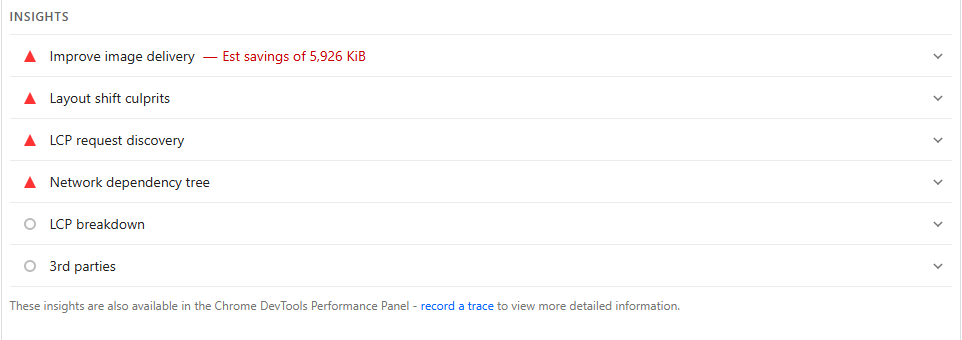 INSIGHTS
Improve image delivery — Est savings of 5,926 KiB
Layout shift culprits
LCP request discovery
Network dependency tree
LCP breakdown
3rd parties
These insights are also available in the Chrome DevTools Performance Panel - record a trace to view more detailed information.